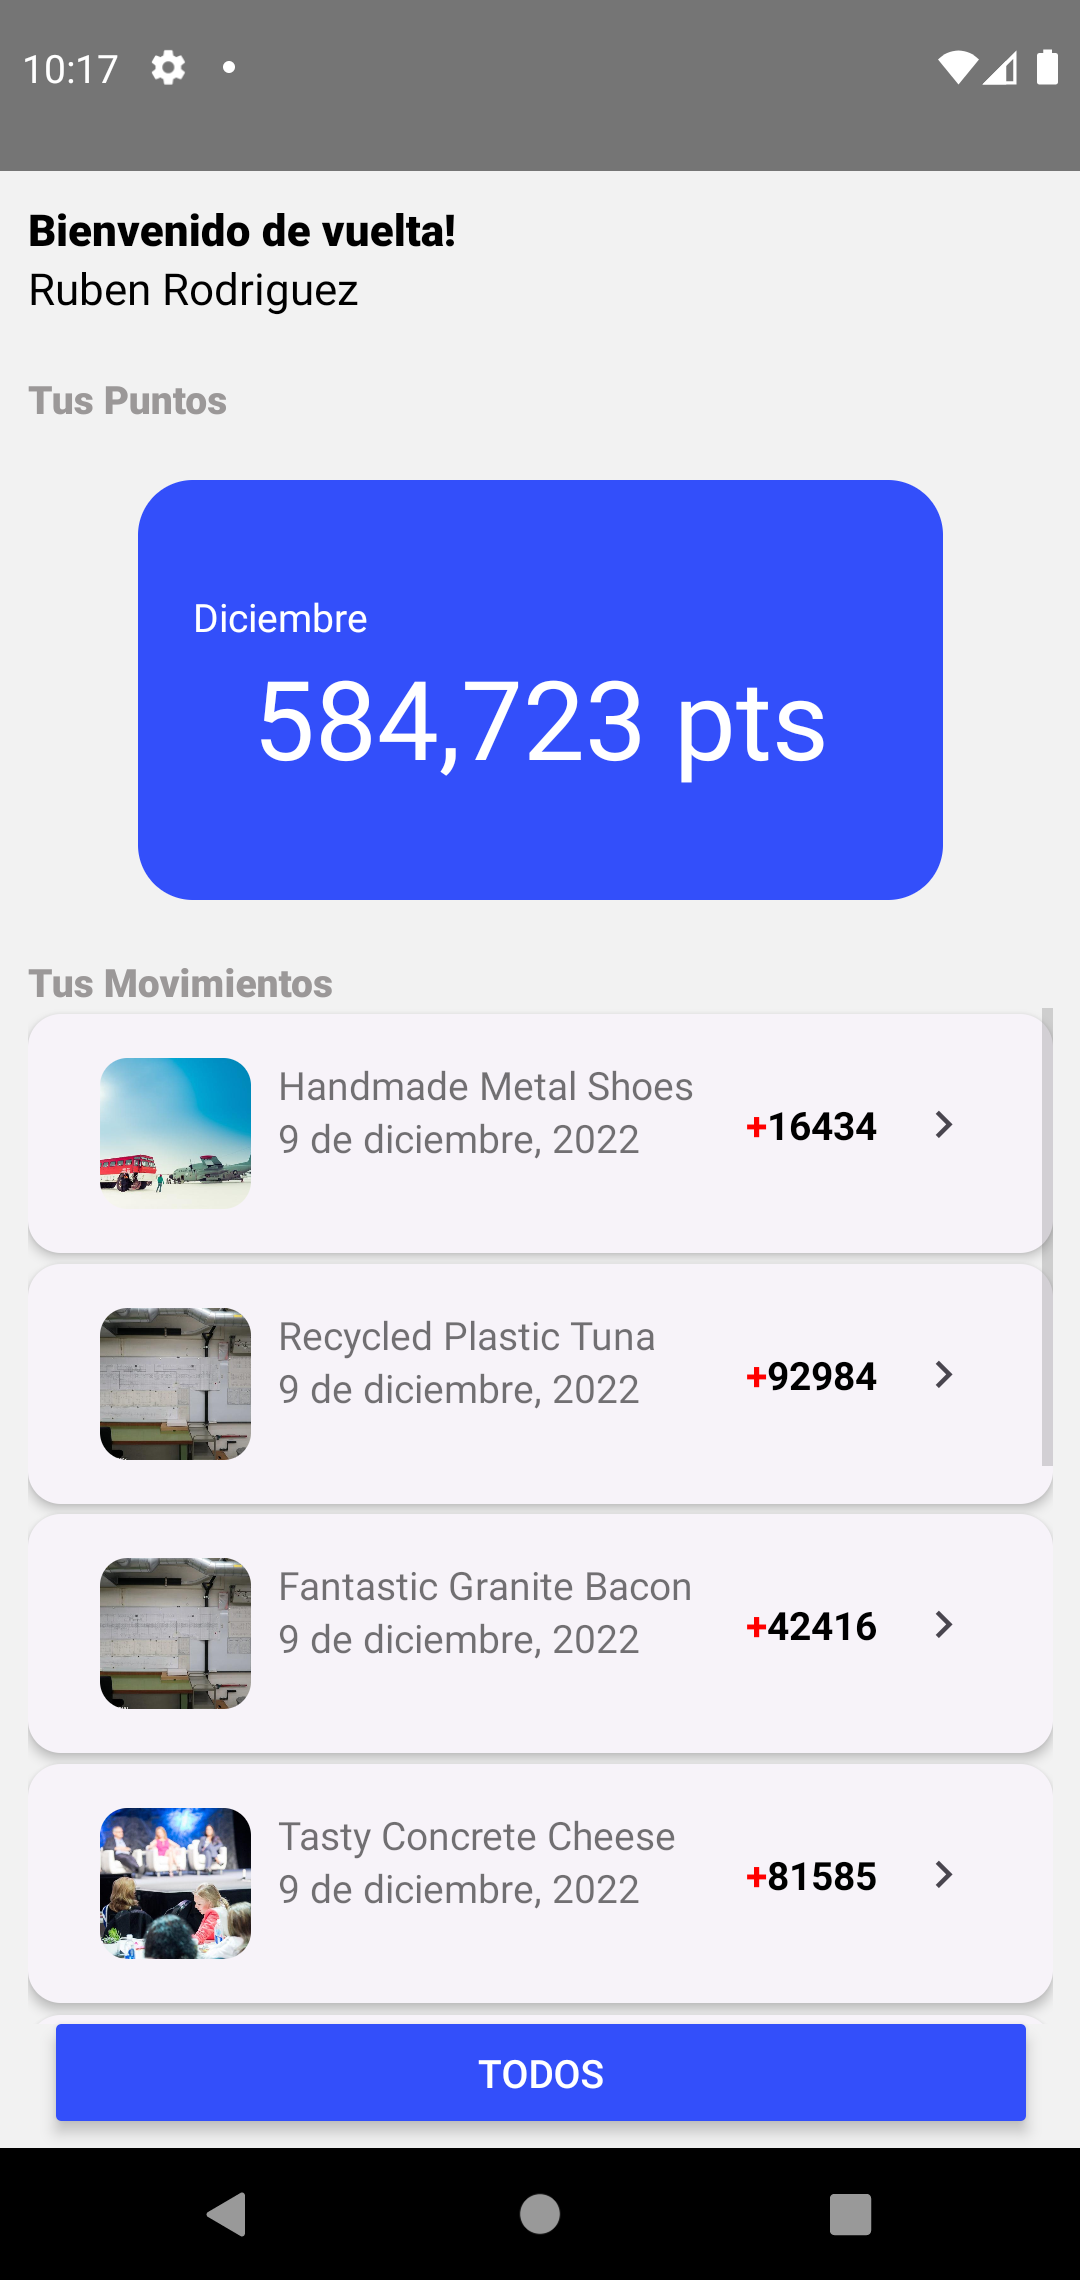 10:17
Bienvenido de vuelta!
Ruben Rodriguez
Tus Puntos
Diciembre
584,723 pts
Tus Movimientos
Handmade Metal Shoes
9 de diciembre, 2022
+16434
Recycled Plastic Tuna
9 de diciembre, 2022
+92984
Fantastic Granite Bacon
9 de diciembre, 2022
+42416
Tasty Concrete Cheese
9 de diciembre, 2022
+81585
TODOS